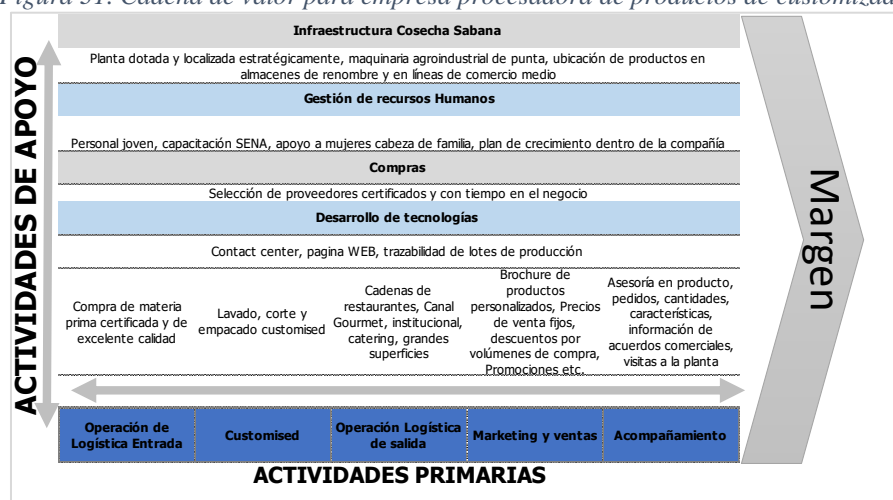 Figura 31. Cadena de valor para empresa procesadora de productos de customizad
Infraestructura Cosecha Sabana
Planta dotada y localizada estratégicamente, maquinaria agroindustrial de punta, ubicación de productos en
almacenes de renombre y en líneas de comercio medio
Gestión de recursos Humanos
Personal joven, capacitación SENA, apoyo a mujeres cabeza de familia, plan de crecimiento dentro de la compañía
Compras
Selección de proveedores certificados y con tiempo en el negocio
Desarrollo de tecnologías
Contact center, pagina WEB, trazabilidad de lotes de producción
Compra de materia
prima certificada y de
excelente calidad
Lavado, corte y
empacado customised
Cadenas de
restaurantes, Canal
Gourmet, institucional,
catering, grandes
superficies
Brochure de
productos
personalizados, Precios
de venta fijos,
descuentos por
volúmenes de compra,
Promociones etc.
Asesoría en producto,
pedidos, cantidades,
características,
información de
acuerdos comerciales,
visitas a la planta
Operación de
Logística Entrada
Customised
Operación Logística
de salida
Marketing y ventas
Acompañamiento
ACTIVIDADES PRIMARIAS
ACTIVIDADES DE APOYO
Margen